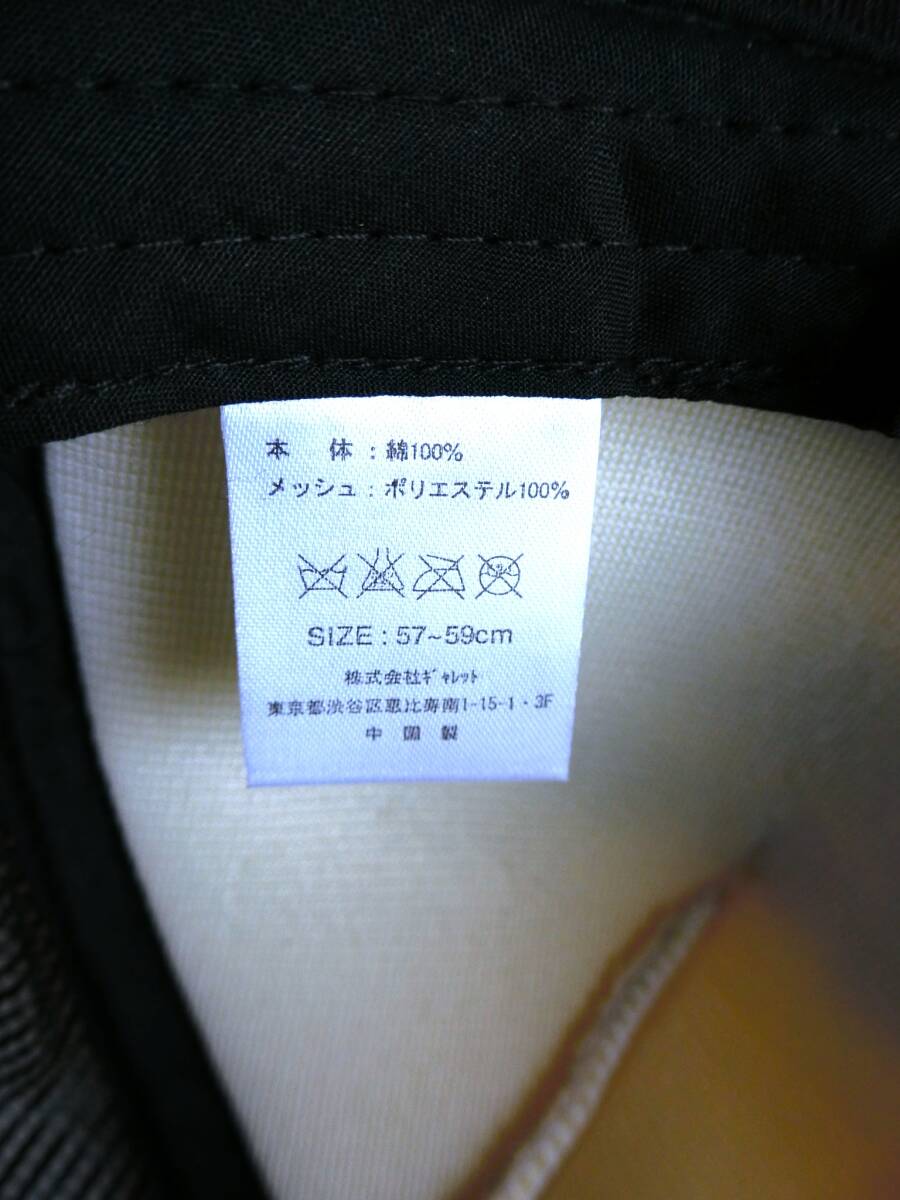 本　体：綿100%
メッシュ：ポリエステル100%
SIZE：57~59cm
株式会社ｷﾞｬﾚｯﾄ
東京都渋谷区恵比寿南1-15-1・3F
中国製